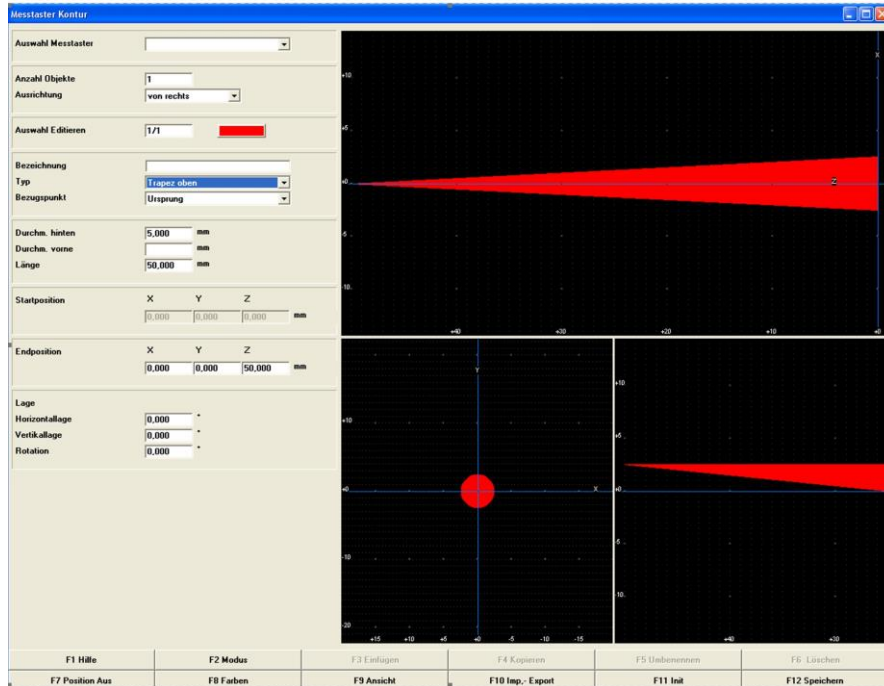 Messtaster Kontur
Auswahl Messtaster
Anzahl Objekte 1
Ausrichtung von rechts
Auswahl Editieren 1/1
Bezeichnung
Typ Trapez oben
Bezugspunkt Ursprung
Durchm. hinten 5,000 mm
Durchm. vorne mm
Länge 50,000 mm
Startposition X Y Z
0,000 0,000 0,000 mm
Endposition X Y Z
0,000 0,000 50,000 mm
Lage
Horizontallage 0,000 °
Vertikallage 0,000 °
Rotation 0,000 °
X
+10
+5
+0 Z
-5
-10
+40 +30 +20 +10
Y
+10
+0 X
-10
-20
+15 +10 +5 +0 -5 -10 -15
+10
+5
+0
-5
-10
+40 +30
F1 Hilfe F2 Modus F3 Einfügen F4 Kopieren F5 Umbenennen F6 Löschen
F7 Position Aus F8 Farben F9 Ansicht F10 Imp,- Export F11 Init F12 Speichern